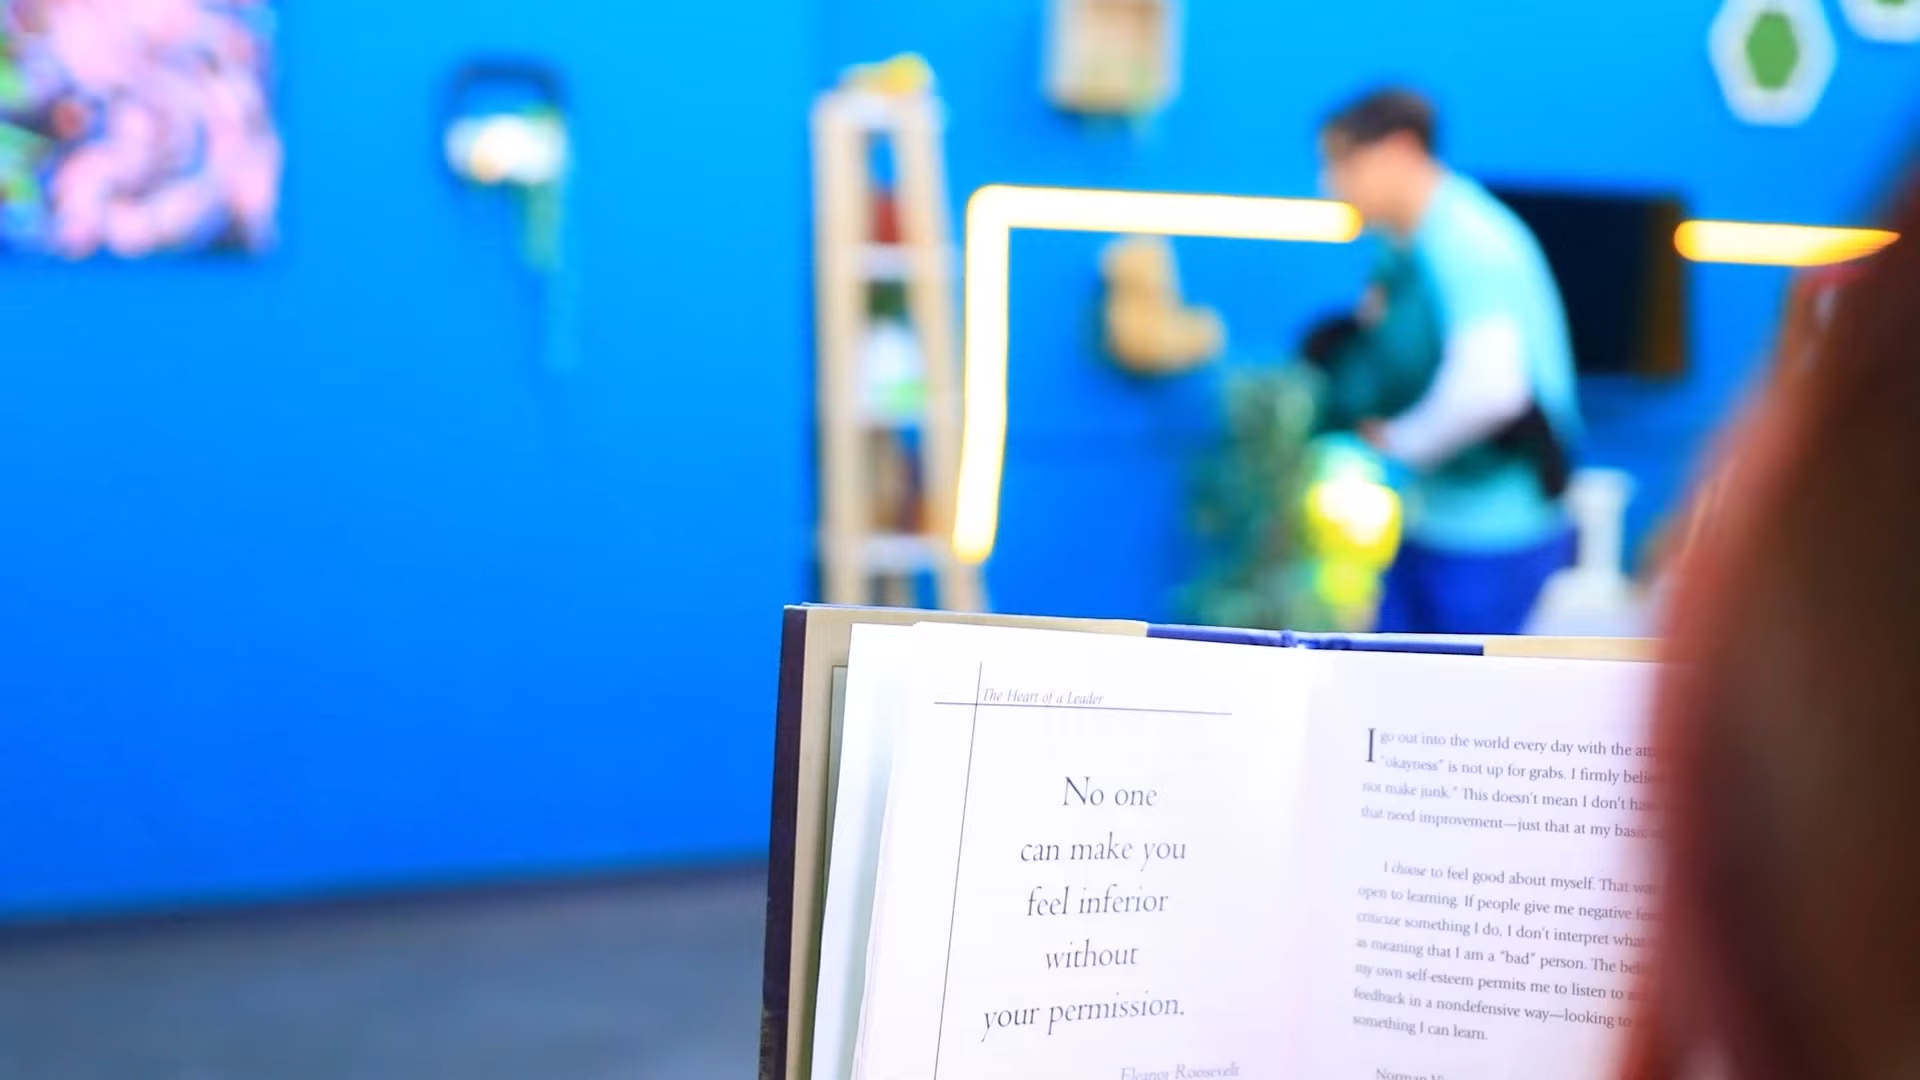 The Heart of a Leader
No one
can make you
feel inferior
without
your permission.
Eleanor Roosevelt
I go out into the world every day with the
"okayness" is not up for grabs. I firmly
not make junk." This doesn't mean I don't
that need improvement—just that at my basic
I choose to feel good about myself. That
open to learning. If people give me negative
criticize something I do, I don't interpret what
as meaning that I am a "bad" person. The
my own self-esteem permits me to listen to
feedback in a nondefensive way—looking to
something I can learn.
Norman